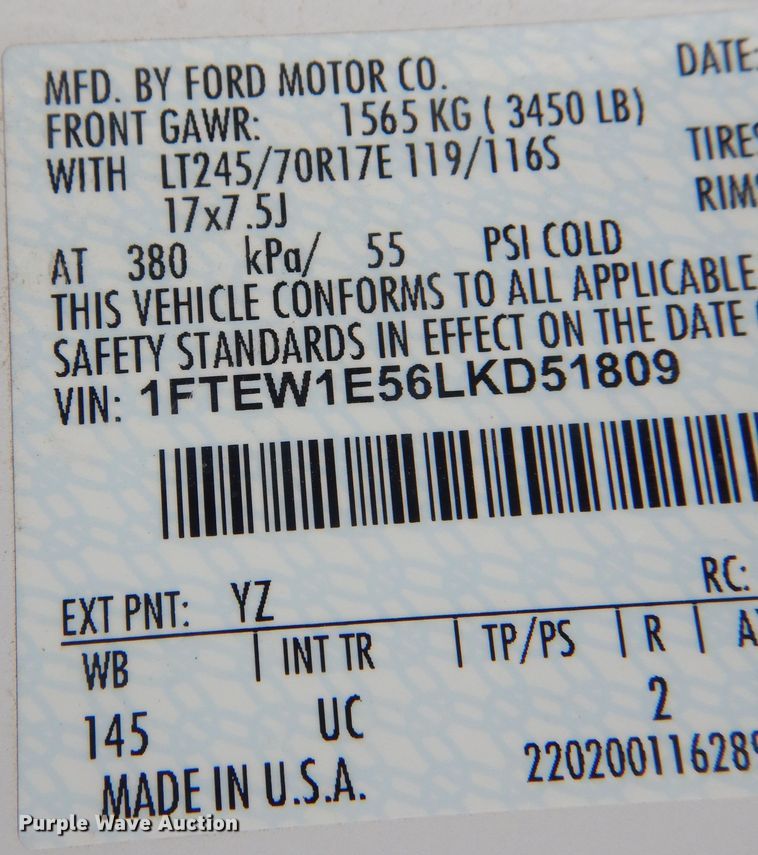 MFD. BY FORD MOTOR CO.
DATE:
FRONT GAWR: 1565 KG ( 3450 LB)
WITH LT245/70R17E 119/116S
TIRES
17x7.5J
RIMS
AT 380 kPa/ 55 PSI COLD
THIS VEHICLE CONFORMS TO ALL APPLICABLE
SAFETY STANDARDS IN EFFECT ON THE DATE
VIN: 1FTEW1E56LKD51809
EXT PNT: YZ
RC:
WB | INT TR | TP/PS | R | A
145 UC 2
MADE IN U.S.A.
220200116289
Purple Wave Auction